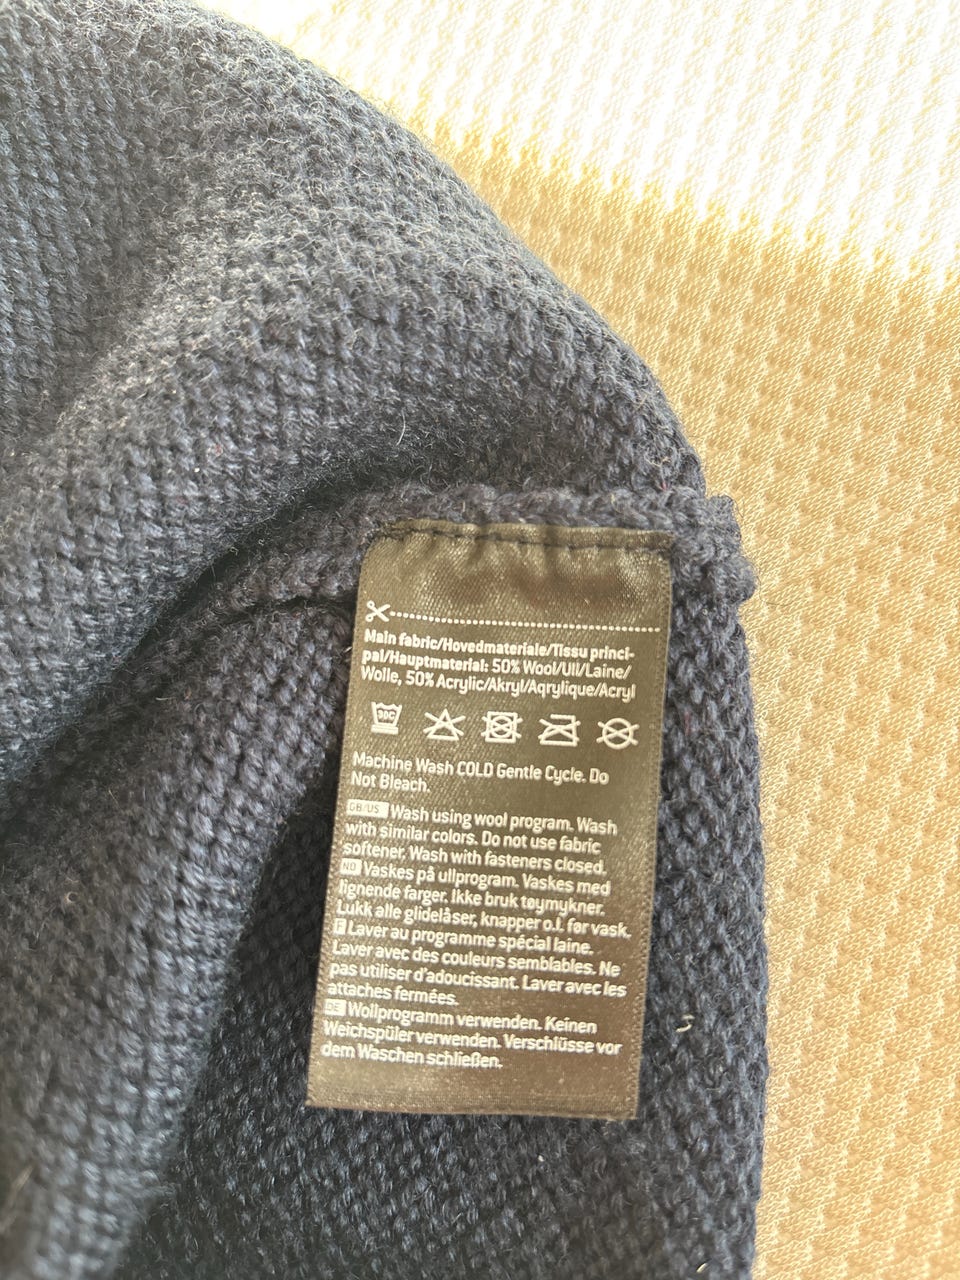 Main fabric/Hovedmateriale/Tissu princi-
pal/Hauptmaterial: 50% Wool/Ull/Laine/
Wolle, 50% Acrylic/Akryl/Aqrylique/Acryl
30C
Machine Wash COLD Gentle Cycle. Do
Not Bleach.
GB/US Wash using wool program. Wash
with similar colors. Do not use fabric
softener. Wash with fasteners closed.
NO Vaskes på ullprogram. Vaskes med
lignende farger. Ikke bruk tøymykner.
Lukk alle glidelåser, knapper o.l. før vask.
F Laver au programme spécial laine.
Laver avec des couleurs semblables. Ne
pas utiliser d'adoucissant. Laver avec les
attaches fermées.
DE Wollprogramm verwenden. Keinen
Weichspüler verwenden. Verschlüsse vor
dem Waschen schließen.